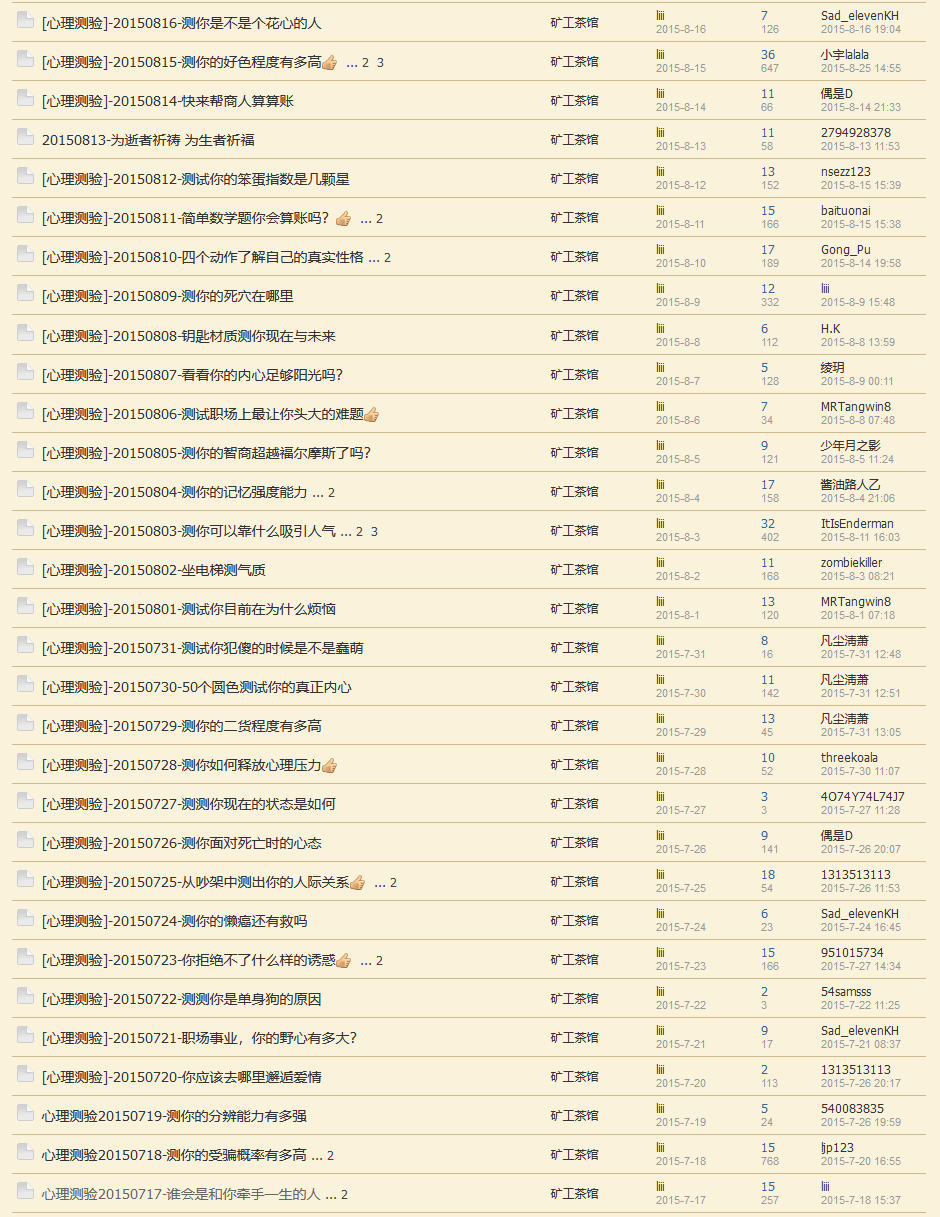 [心理测验]-20150816-测你是不是个花心的人 矿工茶馆 liii 7 Sad_elevenKH
2015-8-16 126 2015-8-16 19:04
[心理测验]-20150815-测你的好色程度有多高 ... 2 3 矿工茶馆 liii 36 小宇lalala
2015-8-15 647 2015-8-25 14:55
[心理测验]-20150814-快来帮商人算算账 矿工茶馆 liii 11 偶是D
2015-8-14 66 2015-8-14 21:33
20150813-为逝者祈祷 为生者祈福 矿工茶馆 liii 11 2794928378
2015-8-13 58 2015-8-13 11:53
[心理测验]-20150812-测试你的笨蛋指数是几颗星 矿工茶馆 liii 13 nsezz123
2015-8-12 152 2015-8-15 15:39
[心理测验]-20150811-简单数学题你会算账吗？ ... 2 矿工茶馆 liii 15 baituonai
2015-8-11 166 2015-8-15 15:38
[心理测验]-20150810-四个动作了解自己的真实性格 ... 2 矿工茶馆 liii 17 Gong_Pu
2015-8-10 189 2015-8-14 19:58
[心理测验]-20150809-测你的死穴在哪里 矿工茶馆 liii 12 liii
2015-8-9 332 2015-8-9 15:48
[心理测验]-20150808-钥匙材质测你现在与未来 矿工茶馆 liii 6 H.K
2015-8-8 112 2015-8-8 13:59
[心理测验]-20150807-看看你的内心足够阳光吗？ 矿工茶馆 liii 5 绫玥
2015-8-7 128 2015-8-9 00:11
[心理测验]-20150806-测试职场上最让你头大的难题 矿工茶馆 liii 7 MRTangwin8
2015-8-6 34 2015-8-8 07:48
[心理测验]-20150805-测你的智商超越福尔摩斯了吗？ 矿工茶馆 liii 9 少年月之影
2015-8-5 121 2015-8-5 11:24
[心理测验]-20150804-测你的记忆强度能力 ... 2 矿工茶馆 liii 17 酱油路人乙
2015-8-4 158 2015-8-4 21:06
[心理测验]-20150803-测你可以靠什么吸引人气 ... 2 3 矿工茶馆 liii 32 ItIsEnderman
2015-8-3 402 2015-8-11 16:03
[心理测验]-20150802-坐电梯测气质 矿工茶馆 liii 11 zombiekiller
2015-8-2 168 2015-8-3 08:21
[心理测验]-20150801-测试你目前在为什么烦恼 矿工茶馆 liii 13 MRTangwin8
2015-8-1 120 2015-8-1 07:18
[心理测验]-20150731-测试你犯傻的时候是不是蠢萌 矿工茶馆 liii 8 凡尘清萧
2015-7-31 16 2015-7-31 12:48
[心理测验]-20150730-50个圆色测试你的真正内心 矿工茶馆 liii 11 凡尘清萧
2015-7-30 142 2015-7-31 12:51
[心理测验]-20150729-测你的二货程度有多高 矿工茶馆 liii 13 凡尘清萧
2015-7-29 45 2015-7-31 13:05
[心理测验]-20150728-测你如何释放心理压力 矿工茶馆 liii 10 threekoala
2015-7-28 52 2015-7-30 11:07
[心理测验]-20150727-测测你现在的状态是如何 矿工茶馆 liii 3 4O74Y74L74J7
2015-7-27 3 2015-7-27 11:28
[心理测验]-20150726-测你面对死亡时的心态 矿工茶馆 liii 9 偶是D
2015-7-26 141 2015-7-26 20:07
[心理测验]-20150725-从吵架中测出你的人际关系 ... 2 矿工茶馆 liii 18 1313513113
2015-7-25 54 2015-7-26 11:53
[心理测验]-20150724-测你的懒癌还有救吗 矿工茶馆 liii 6 Sad_elevenKH
2015-7-24 23 2015-7-24 16:45
[心理测验]-20150723-你拒绝不了什么样的诱惑 ... 2 矿工茶馆 liii 15 951015734
2015-7-23 166 2015-7-27 14:34
[心理测验]-20150722-测测你是单身狗的原因 矿工茶馆 liii 2 54samsss
2015-7-22 3 2015-7-22 11:25
[心理测验]-20150721-职场事业，你的野心有多大？ 矿工茶馆 liii 9 Sad_elevenKH
2015-7-21 17 2015-7-21 08:37
[心理测验]-20150720-你应该去哪里邂逅爱情 矿工茶馆 liii 2 1313513113
2015-7-20 113 2015-7-26 20:17
心理测验20150719-测你的分辨能力有多强 矿工茶馆 liii 5 540083835
2015-7-19 24 2015-7-26 19:59
心理测验20150718-测你的受骗概率有多高 ... 2 矿工茶馆 liii 15 ljp123
2015-7-18 768 2015-7-20 16:55
心理测验20150717-谁会是和你牵手一生的人 ... 2 矿工茶馆 liii 15 liii
2015-7-17 257 2015-7-18 15:37